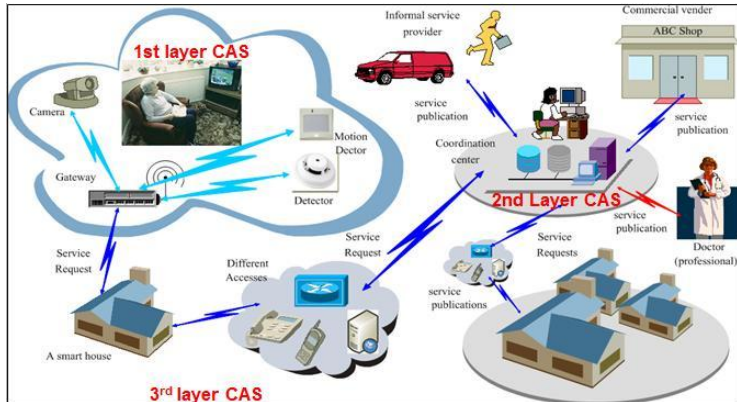 1st layer CAS
Camera
Gateway
Motion
Dector
Detector
Service
Request
A smart house
3rd layer CAS
Different
Accesses
Service
Request
Informal service
provider
service
publication
Commercial vender
ABC Shop
service
publication
Coordination
center
2nd Layer CAS
service
publication
Doctor
(professional)
Service
Requests
service
publications